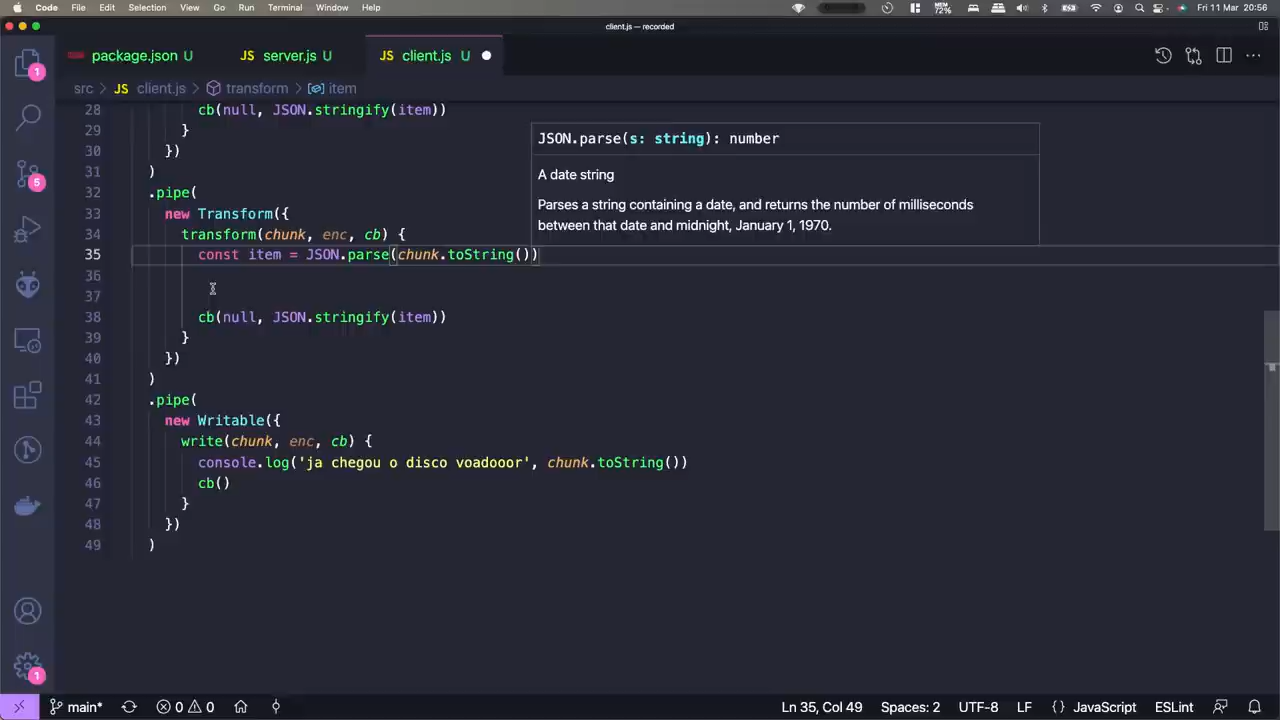 Code File Edit Selection View Go Run Terminal Window Help Fri 11 Mar 20:56
client.js — recorded
package.json U JS server.js U JS client.js U
src JS client.js transform item
28 cb(null, JSON.stringify(item))
29 }
30 })
31 )
32 .pipe(
33 new Transform({
34 transform(chunk, enc, cb) {
35 const item = JSON.parse(chunk.toString())
36
37
38 cb(null, JSON.stringify(item))
39 }
40 })
41 )
42 .pipe(
43 new Writable({
44 write(chunk, enc, cb) {
45 console.log('ja chegou o disco voadooor', chunk.toString())
46 cb()
47 }
48 })
49 )
JSON.parse(s: string): number
A date string
Parses a string containing a date, and returns the number of milliseconds
between that date and midnight, January 1, 1970.
1
5
1
main* 0 0 Ln 35, Col 49 Spaces: 2 UTF-8 LF {} JavaScript ESLint